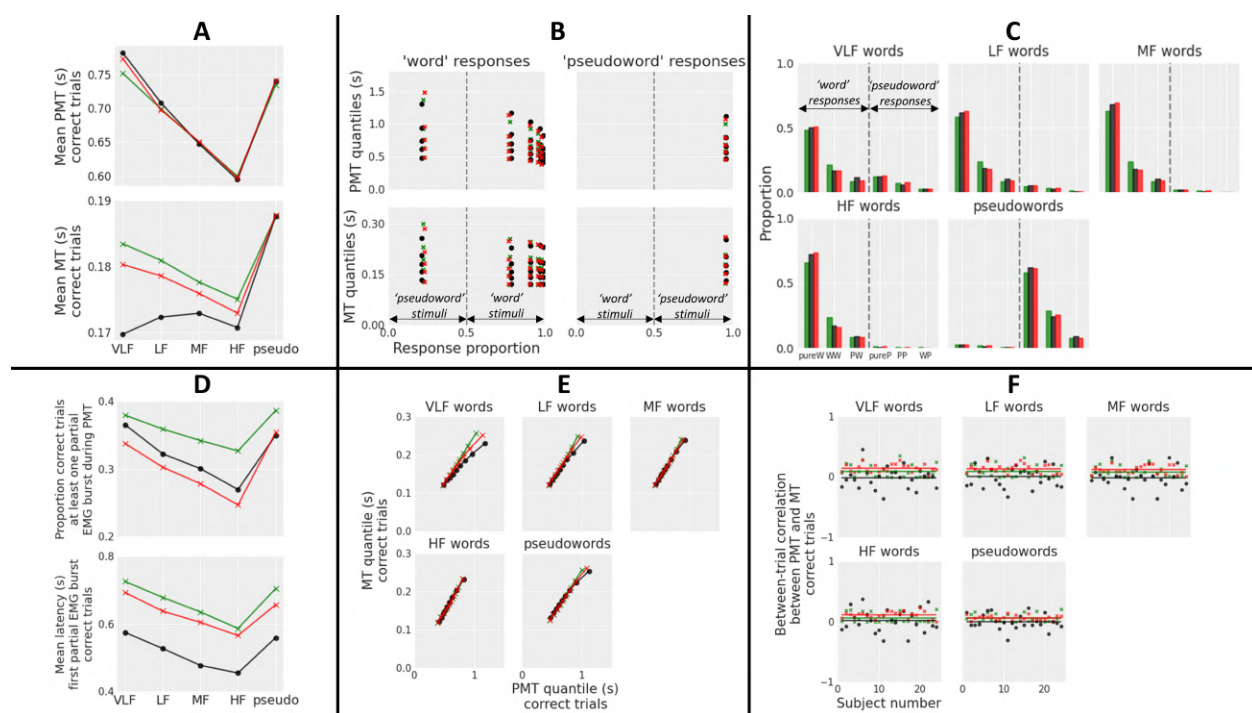 A
Mean PMT (s)
correct trials
0.75
0.70
0.65
0.60
Mean MT (s)
correct trials
0.19
0.18
0.17
VLF LF MF HF pseudo
B
'word' responses
'pseudoword' responses
PMT quantiles (s)
1.5
1.0
0.5
0.0
MT quantiles (s)
0.30
0.15
0.00
'pseudoword' stimuli
'word' stimuli
'word' stimuli
'pseudoword' stimuli
0.0 0.5 1.0
0.0 0.5 1.0
Response proportion
C
VLF words
LF words
MF words
'word' responses
'pseudoword' responses
Proportion
1.0
0.5
0.0
HF words
pseudowords
1.0
0.5
0.0
pureW WW PW pureP PP WP
D
Proportion correct trials
at least one partial
EMG burst during PMT
0.4
0.3
0.2
Mean latency (s)
first partial EMG burst
correct trials
0.8
0.6
0.4
VLF LF MF HF pseudo
E
VLF words
LF words
MF words
MT quantile (s)
correct trials
0.3
0.2
0.1
0.0
HF words
pseudowords
0.3
0.2
0.1
0.0
0 1
0 1
PMT quantile (s)
correct trials
F
VLF words
LF words
MF words
Between-trial correlation
between PMT and MT
correct trials
1
0
−1
HF words
pseudowords
1
0
−1
0 10 20
0 10 20
Subject number